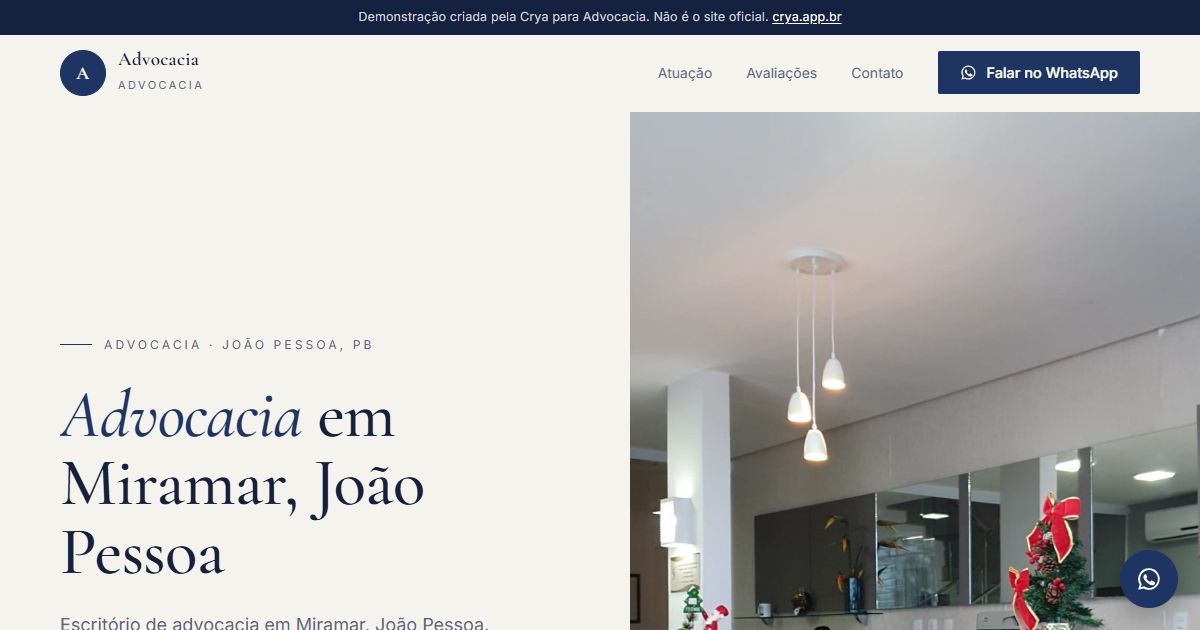 Demonstração criada pela Crya para Advocacia. Não é o site oficial. crya.app.br
A
Advocacia
ADVOCACIA
Atuação
Avaliações
Contato
Falar no WhatsApp
ADVOCACIA · JOÃO PESSOA, PB
Advocacia em
Miramar, João
Pessoa
Escritório de advocacia em Miramar, João Pessoa.